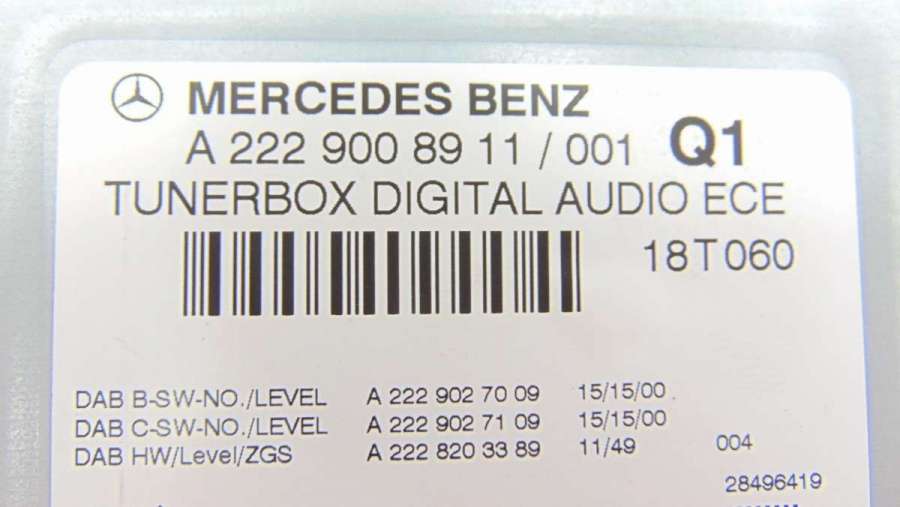 MERCEDES BENZ
A 222 900 89 11 / 001 Q1
TUNERBOX DIGITAL AUDIO ECE
18T060
DAB B-SW-NO./LEVEL A 222 902 70 09 15/15/00
DAB C-SW-NO./LEVEL A 222 902 71 09 15/15/00
DAB HW/Level/ZGS A 222 820 33 89 11/49 004
28496419